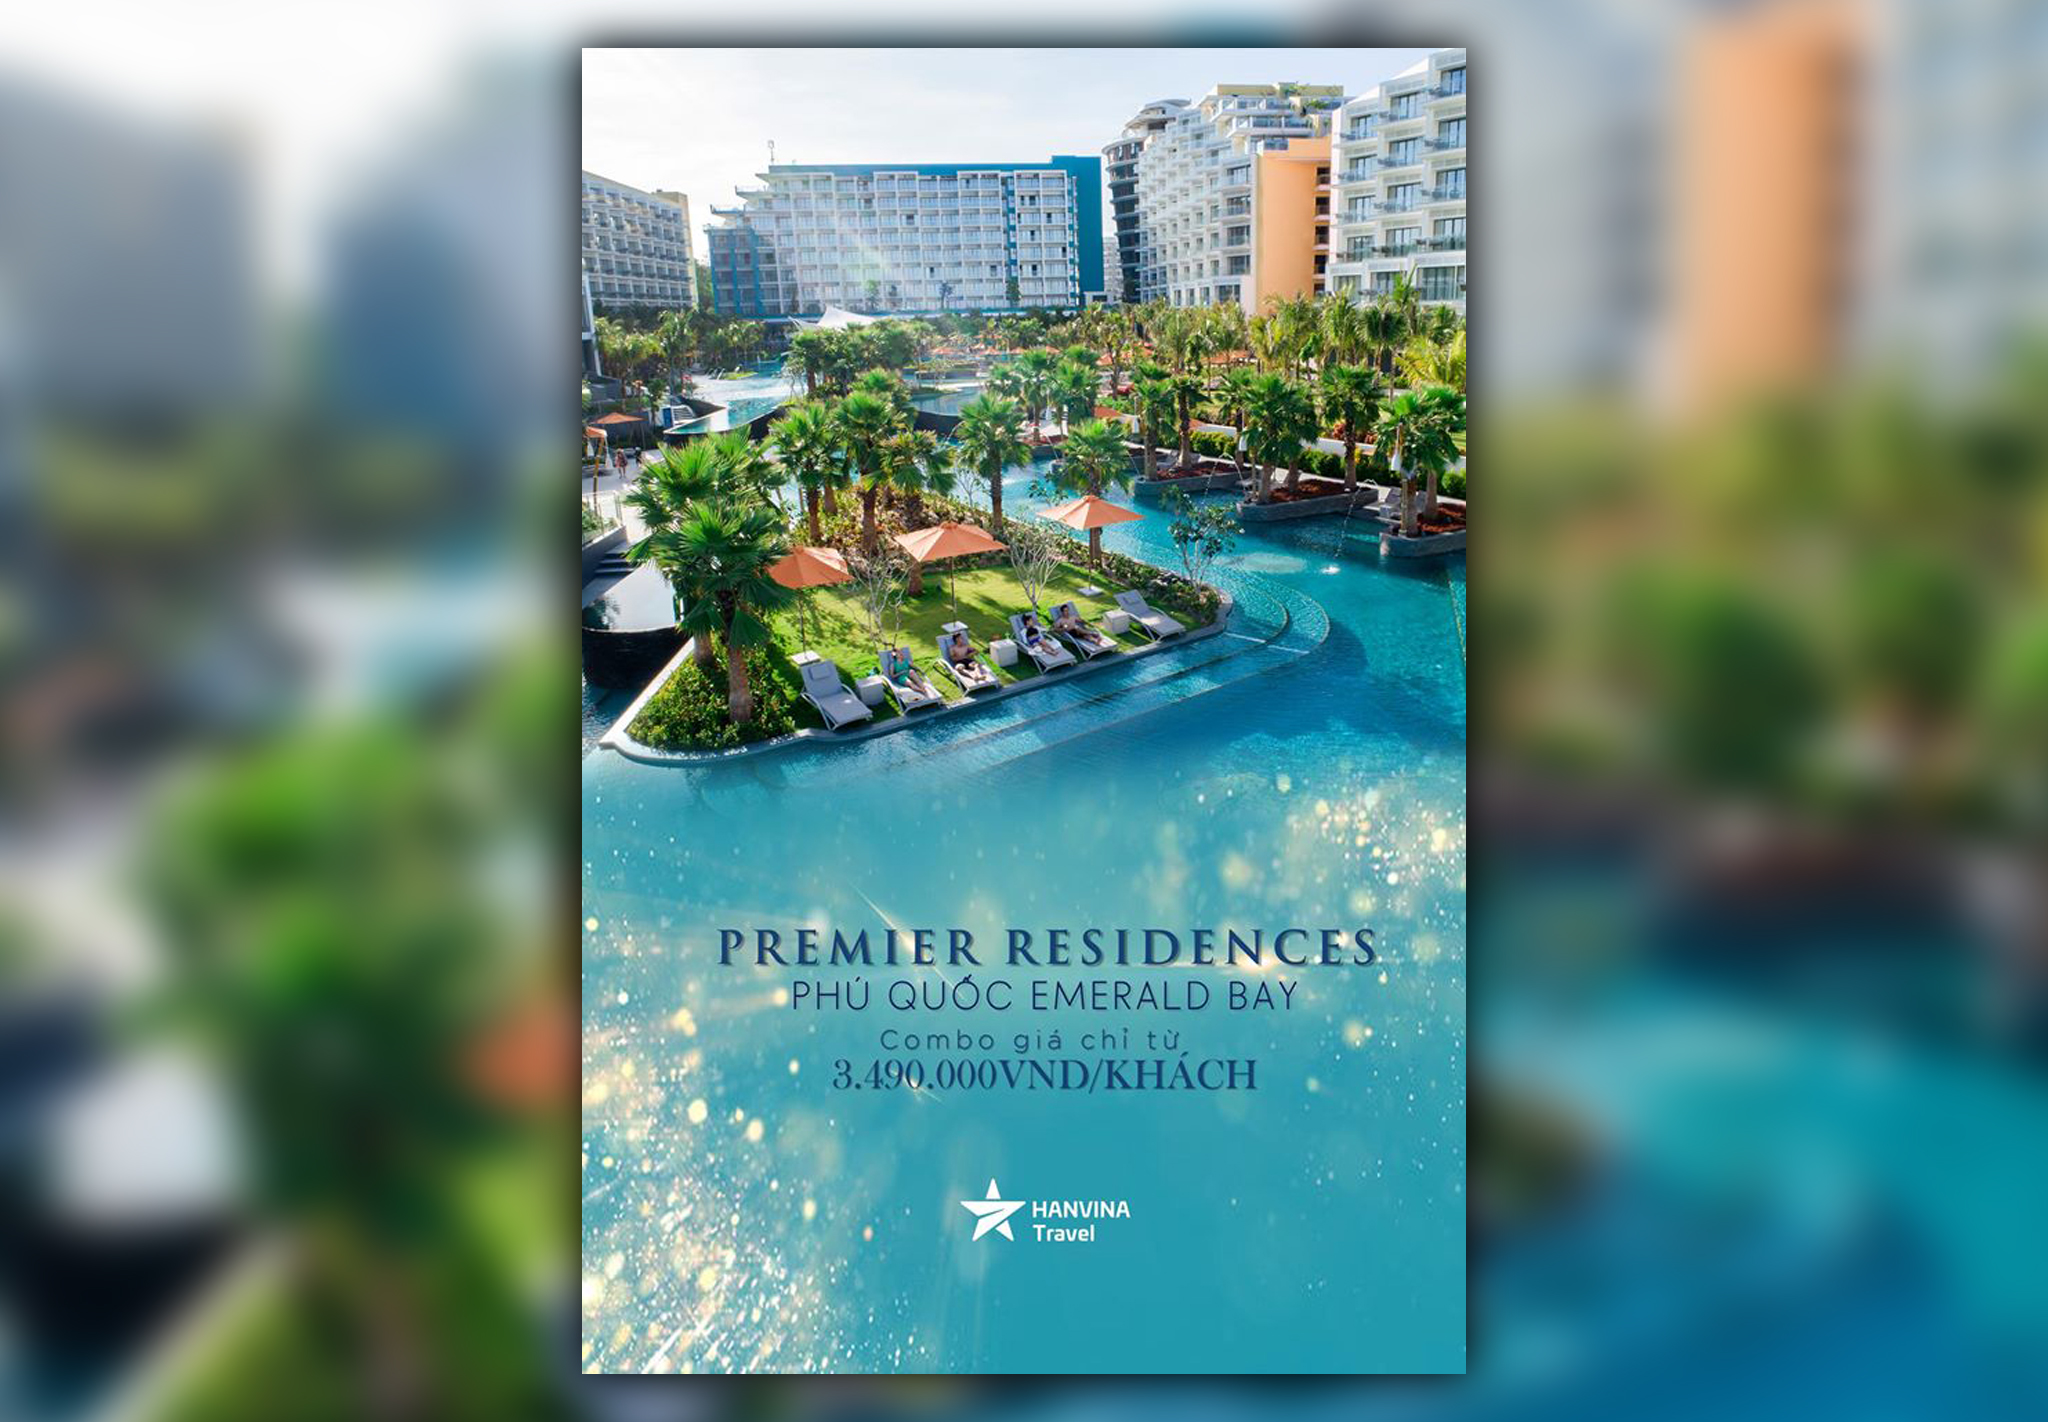 PREMIER RESIDENCES
PHÚ QUỐC EMERALD BAY
Combo giá chỉ từ
3.490.000VND/KHÁCH
HANVINA
Travel